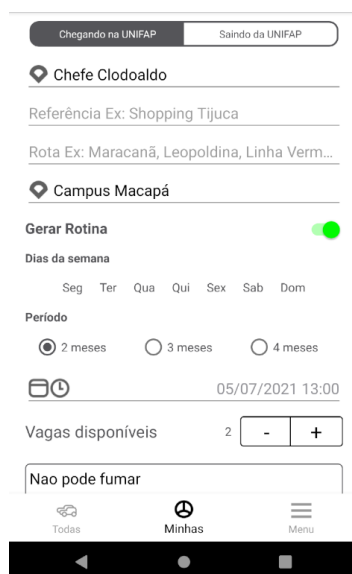 Chegando na UNIFAP Saindo da UNIFAP
Chefe Clodoaldo
Referência Ex: Shopping Tijuca
Rota Ex: Maracanã, Leopoldina, Linha Verm...
Campus Macapá
Gerar Rotina
Dias da semana
Seg Ter Qua Qui Sex Sab Dom
Período
2 meses 3 meses 4 meses
05/07/2021 13:00
Vagas disponíveis 2 - +
Nao pode fumar
Todas Minhas Menu